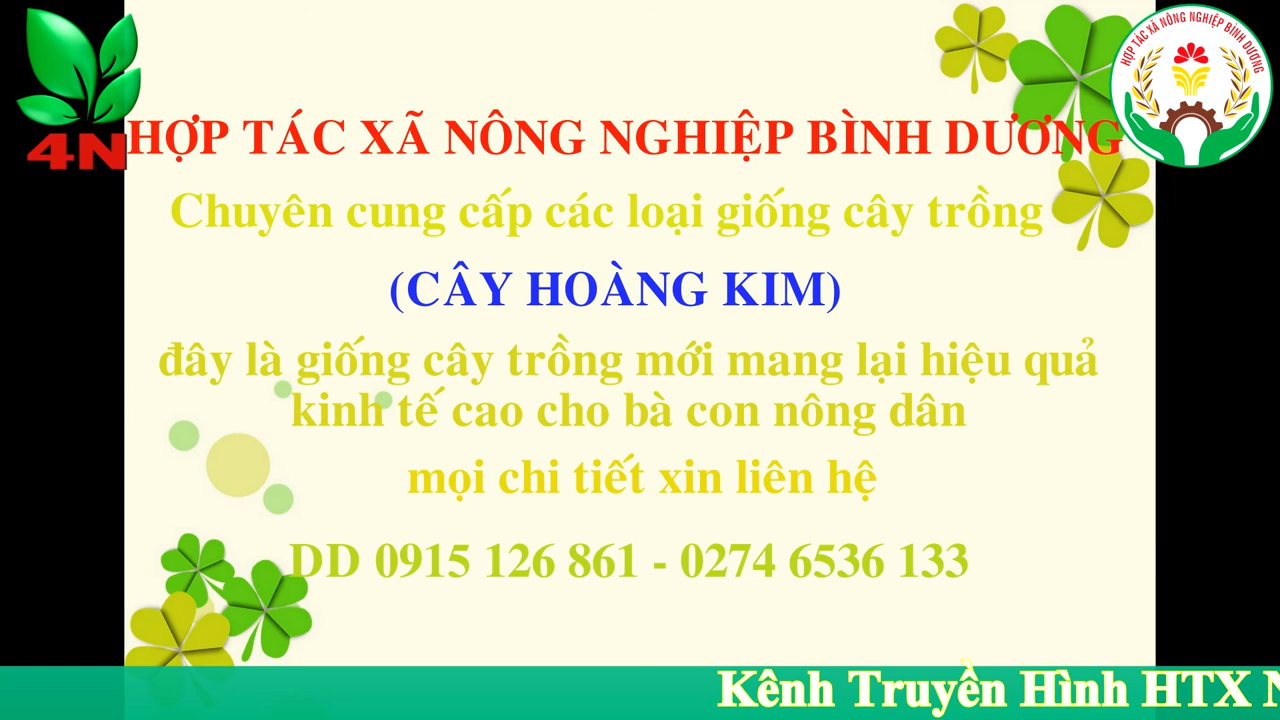 4N
HỢP TÁC XÃ NÔNG NGHIỆP BÌNH DƯƠNG
HỢP TÁC XÃ NÔNG NGHIỆP BÌNH DƯƠNG
Chuyên cung cấp các loại giống cây trồng
(CÂY HOÀNG KIM)
đây là giống cây trồng mới mang lại hiệu quả
kinh tế cao cho bà con nông dân
mọi chi tiết xin liên hệ
DD 0915 126 861 - 0274 6536 133
Kênh Truyền Hình HTX N